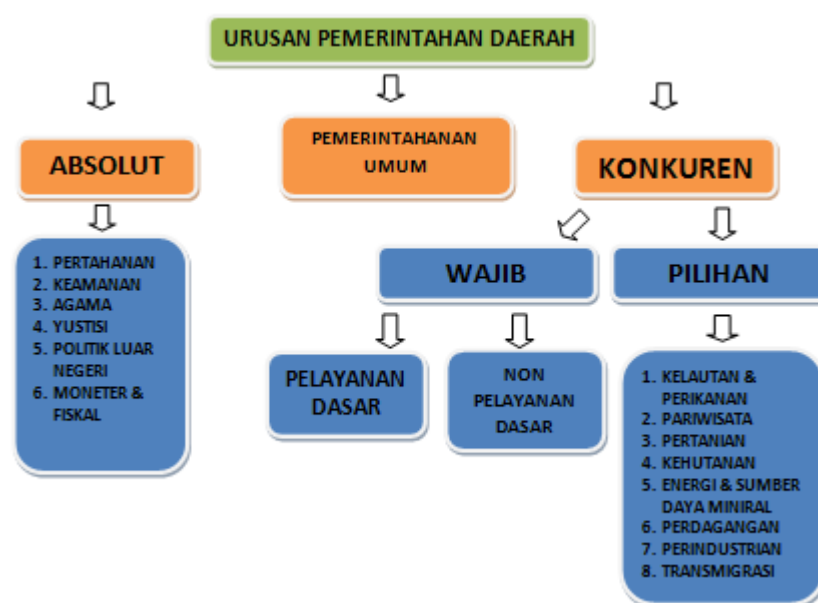 URUSAN PEMERINTAHAN DAERAH
ABSOLUT
PEMERINTAHANAN
UMUM
KONKUREN
1. PERTAHANAN
2. KEAMANAN
3. AGAMA
4. YUSTISI
5. POLITIK LUAR
NEGERI
6. MONETER &
FISKAL
WAJIB
PILIHAN
PELAYANAN
DASAR
NON
PELAYANAN
DASAR
1. KELAUTAN &
PERIKANAN
2. PARIWISATA
3. PERTANIAN
4. KEHUTANAN
5. ENERGI & SUMBER
DAYA MINIRAL
6. PERDAGANGAN
7. PERINDUSTRIAN
8. TRANSMIGRASI